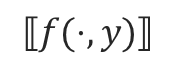 ⟦f(·, y)⟧